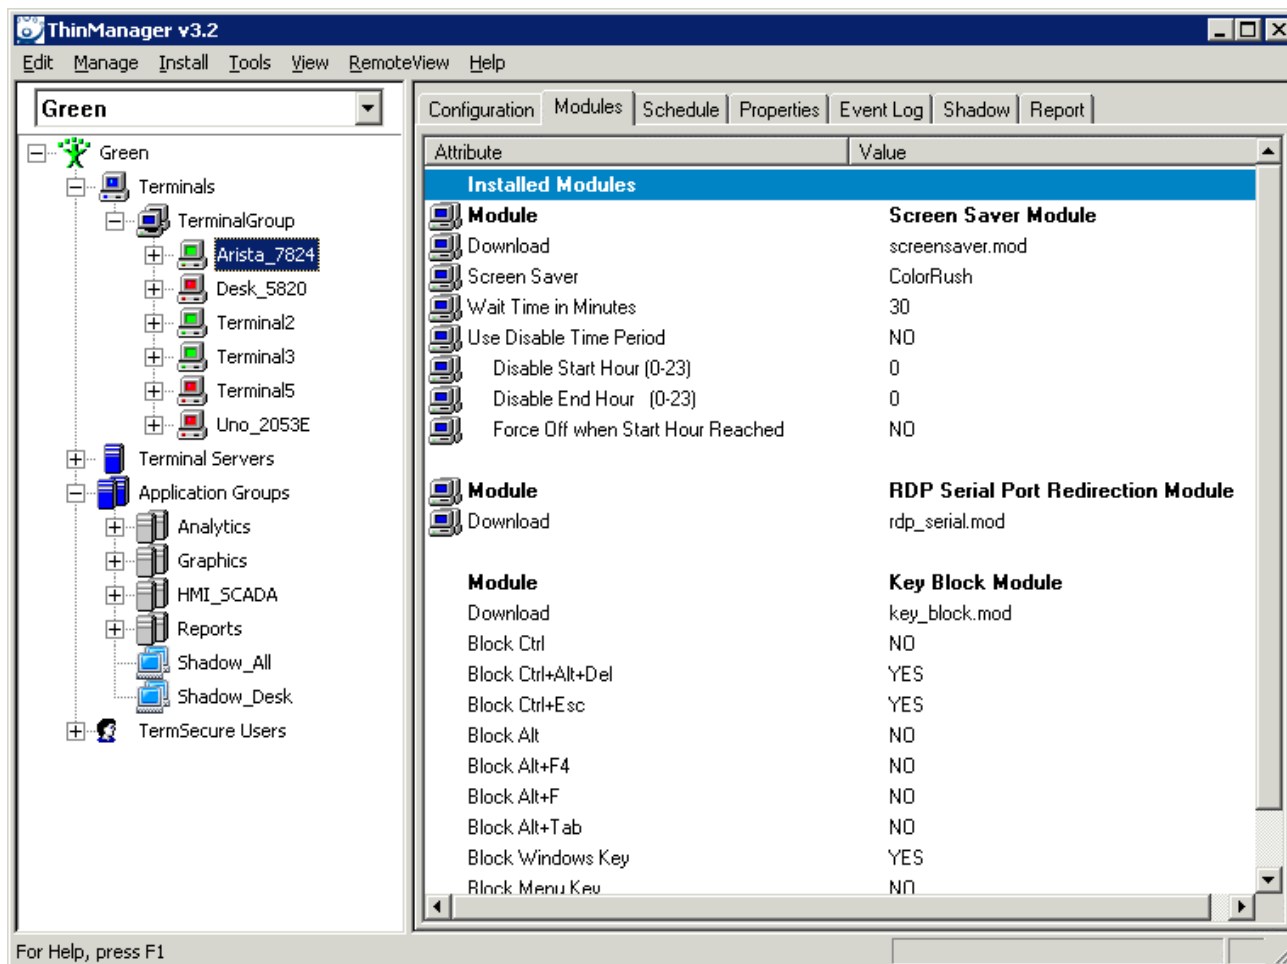 ThinManager v3.2
Edit Manage Install Tools View RemoteView Help
Green
Green
Terminals
TerminalGroup
Arista_7824
Desk_5820
Terminal2
Terminal3
Terminal5
Uno_2053E
Terminal Servers
Application Groups
Analytics
Graphics
HMI_SCADA
Reports
Shadow_All
Shadow_Desk
TermSecure Users
Configuration Modules Schedule Properties Event Log Shadow Report
Attribute Value
Installed Modules
Module Screen Saver Module
Download screensaver.mod
Screen Saver ColorRush
Wait Time in Minutes 30
Use Disable Time Period NO
Disable Start Hour (0-23) 0
Disable End Hour (0-23) 0
Force Off when Start Hour Reached NO
Module RDP Serial Port Redirection Module
Download rdp_serial.mod
Module Key Block Module
Download key_block.mod
Block Ctrl NO
Block Ctrl+Alt+Del YES
Block Ctrl+Esc YES
Block Alt NO
Block Alt+F4 NO
Block Alt+F NO
Block Alt+Tab NO
Block Windows Key YES
Block Menu Key NO
For Help, press F1